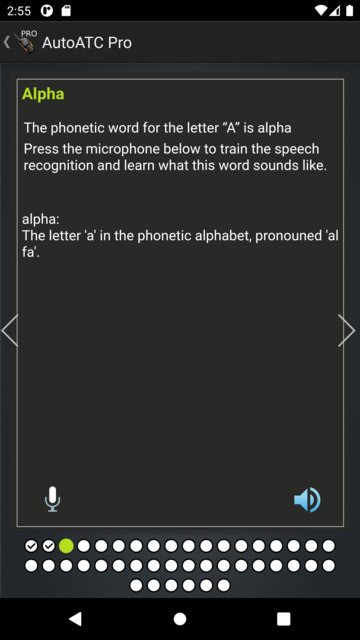 2:55
PRO
AutoATC Pro
Alpha
The phonetic word for the letter “A” is alpha
Press the microphone below to train the speech
recognition and learn what this word sounds like.
alpha:
The letter 'a' in the phonetic alphabet, pronouned 'al
fa'.